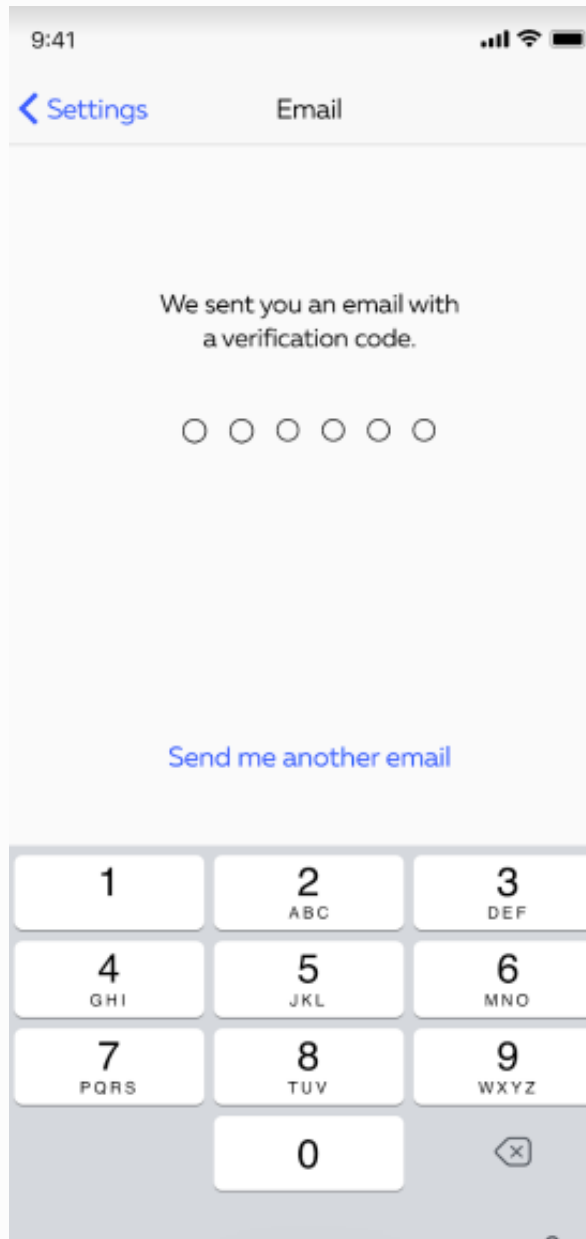 9:41
Settings
Email
We sent you an email with
a verification code.
Send me another email
1
2
ABC
3
DEF
4
GHI
5
JKL
6
MNO
7
PQRS
8
TUV
9
WXYZ
0